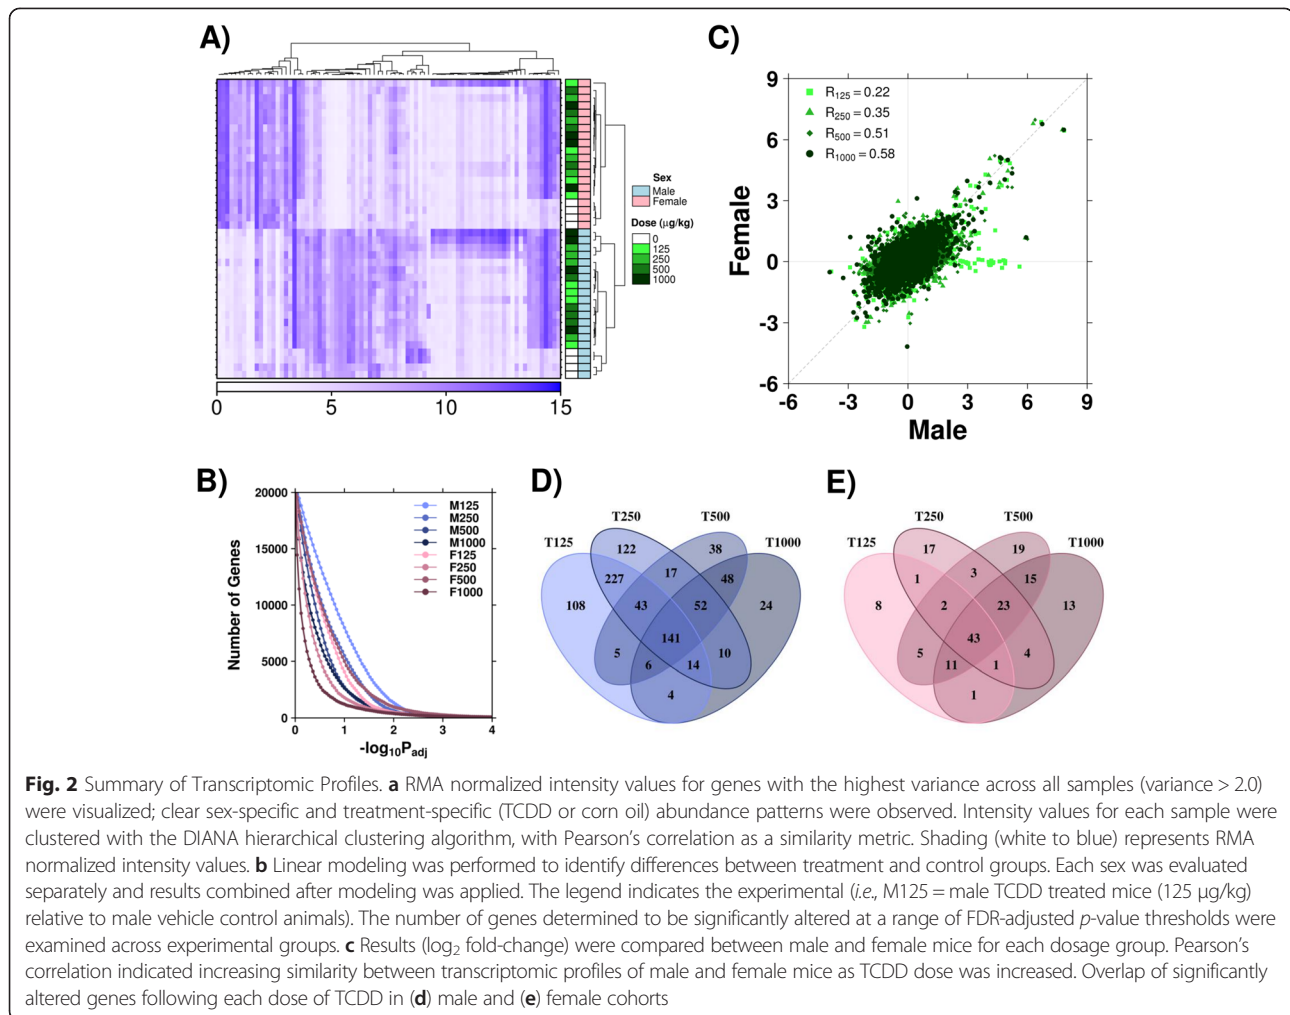 A)
0
5
10
15
Sex
Male
Female
Dose (μg/kg)
0
125
250
500
1000
C)
R125 = 0.22
R250 = 0.35
R500 = 0.51
R1000 = 0.58
9
6
3
0
-3
-6
Female
-6
-3
0
3
6
9
Male
B)
20000
15000
10000
5000
0
Number of Genes
M125
M250
M500
M1000
F125
F250
F500
F1000
0
1
2
3
4
-log10Padj
D)
T125
T250
T500
T1000
122
38
227
17
48
108
43
52
24
141
5
10
6
14
4
E)
T125
T250
T500
T1000
17
19
1
3
15
8
2
23
13
43
5
4
11
1
1
Fig. 2 Summary of Transcriptomic Profiles. a RMA normalized intensity values for genes with the highest variance across all samples (variance > 2.0)
were visualized; clear sex-specific and treatment-specific (TCDD or corn oil) abundance patterns were observed. Intensity values for each sample were
clustered with the DIANA hierarchical clustering algorithm, with Pearson's correlation as a similarity metric. Shading (white to blue) represents RMA
normalized intensity values. b Linear modeling was performed to identify differences between treatment and control groups. Each sex was evaluated
separately and results combined after modeling was applied. The legend indicates the experimental (i.e., M125 = male TCDD treated mice (125 μg/kg)
relative to male vehicle control animals). The number of genes determined to be significantly altered at a range of FDR-adjusted p-value thresholds were
examined across experimental groups. c Results (log2 fold-change) were compared between male and female mice for each dosage group. Pearson's
correlation indicated increasing similarity between transcriptomic profiles of male and female mice as TCDD dose was increased. Overlap of significantly
altered genes following each dose of TCDD in (d) male and (e) female cohorts